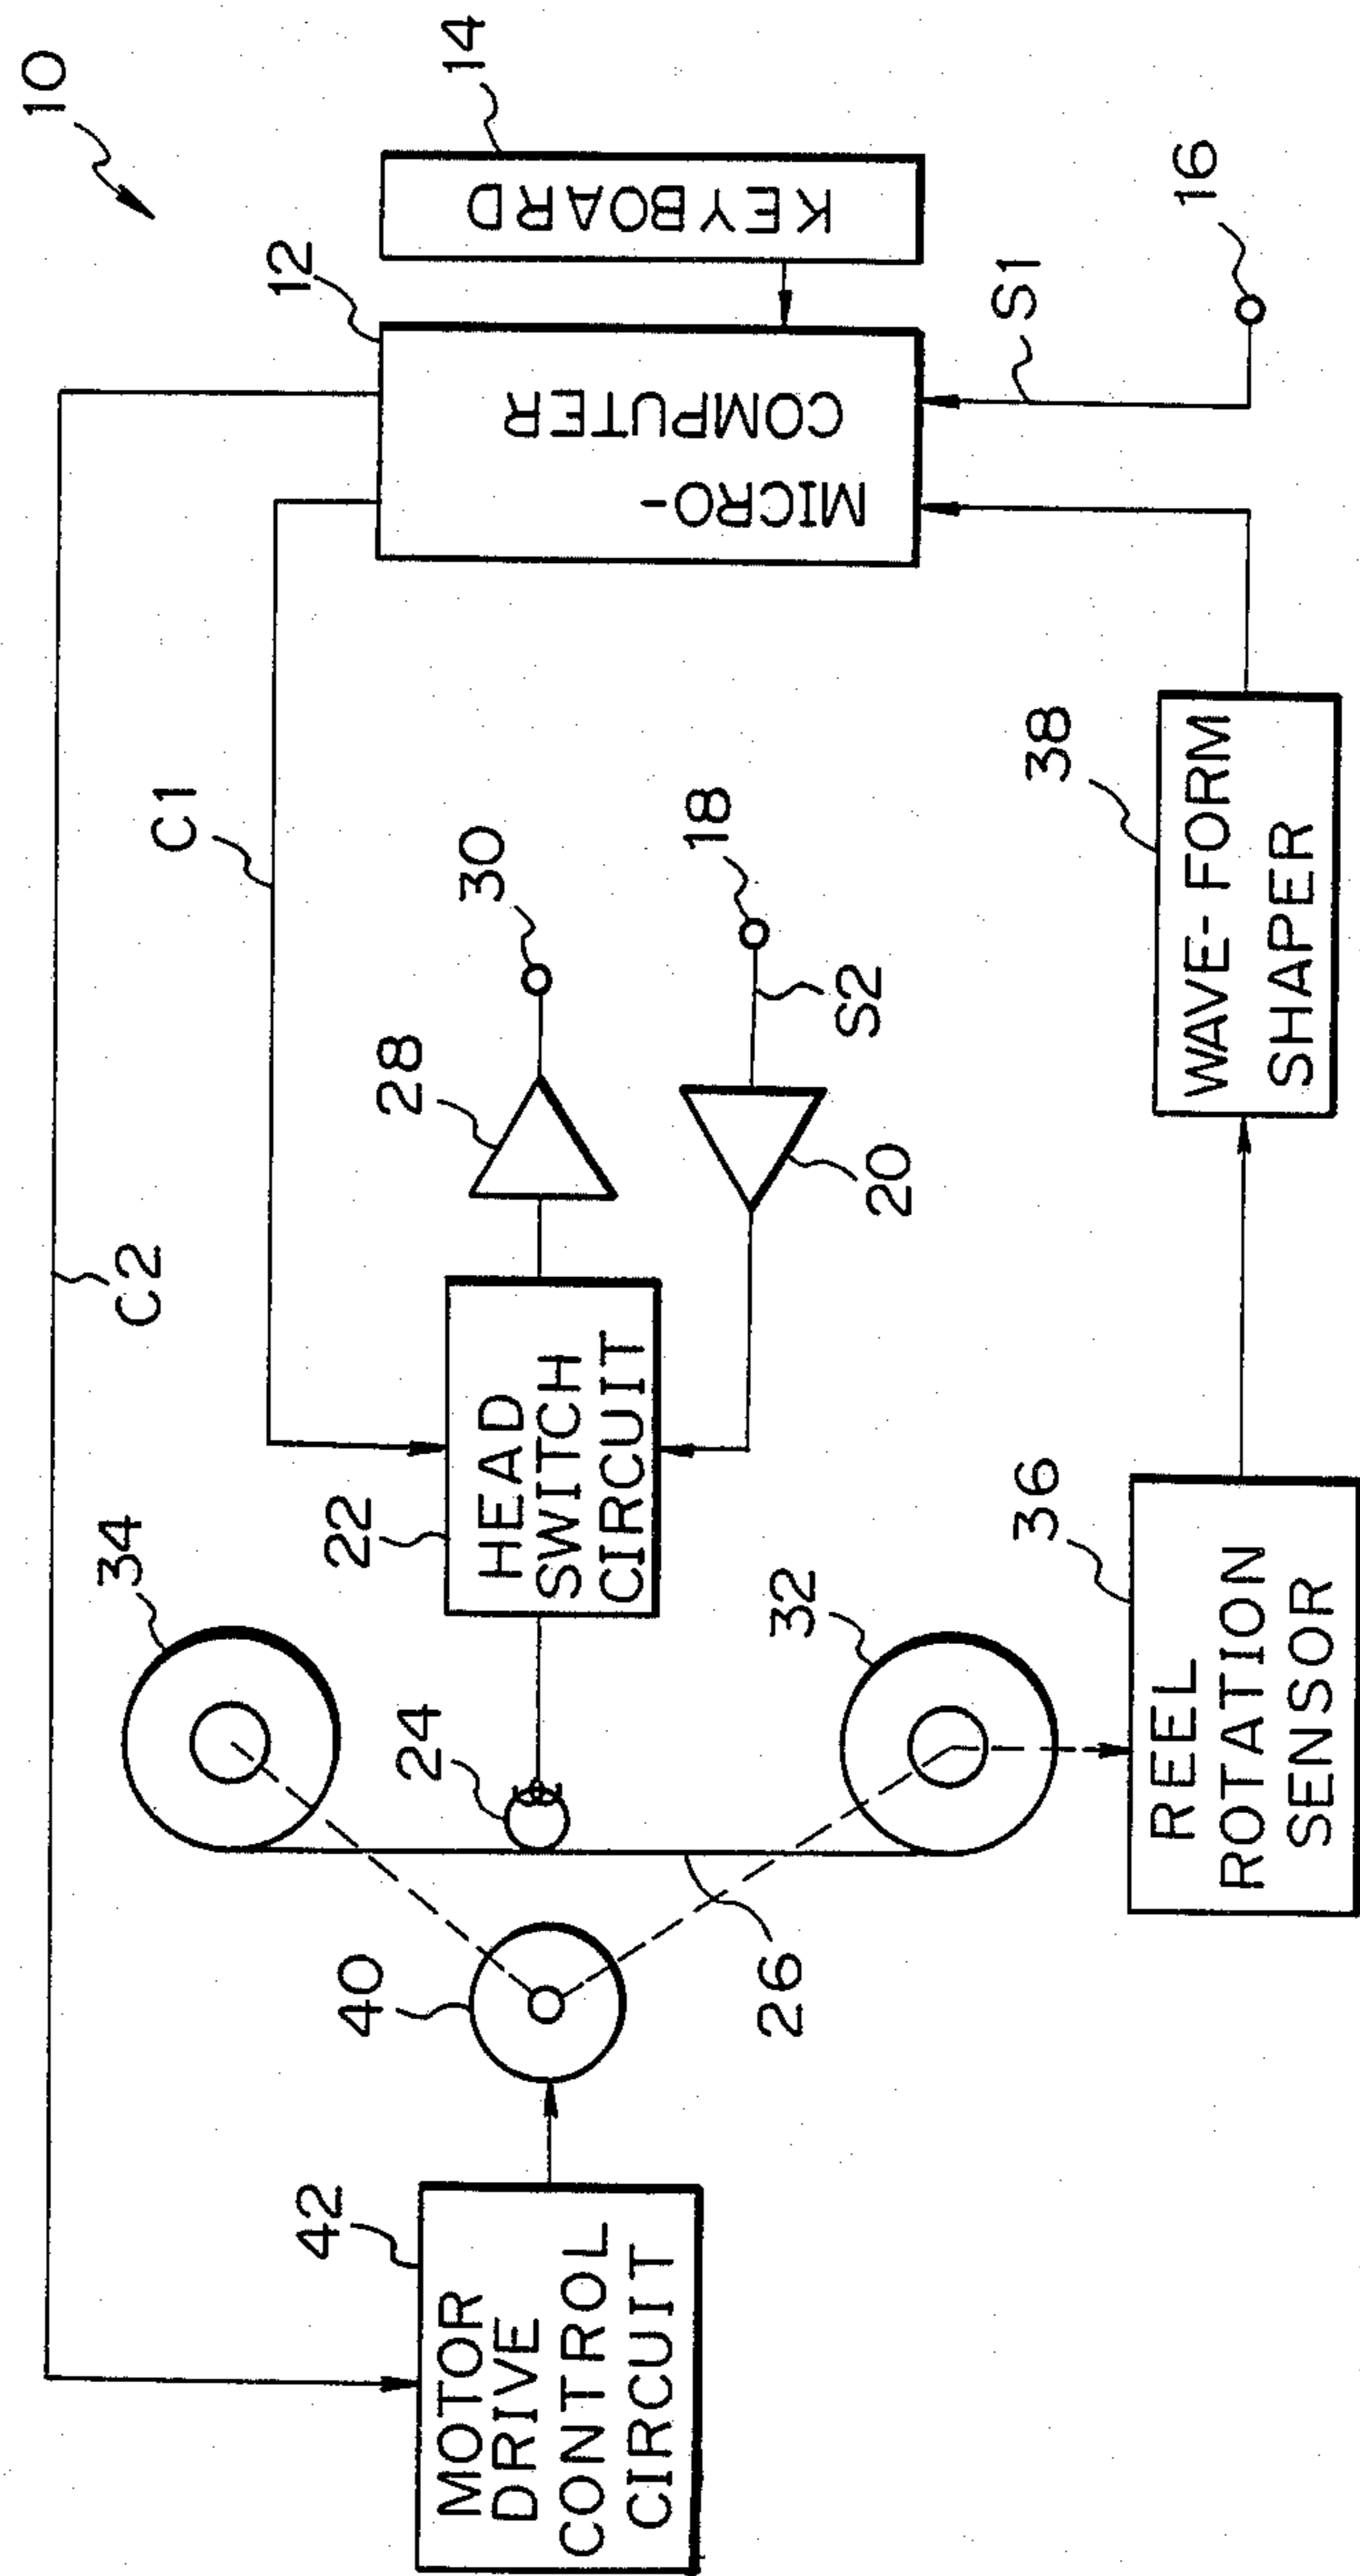 10
C2
C1
12
14
34
22
28
30
42
40
24
HEAD
SWITCH
CIRCUIT
MICRO-
COMPUTER
KEYBOARD
MOTOR
DRIVE
CONTROL
CIRCUIT
18
S2
20
26
32
S1
16
36
38
REEL
ROTATION
SENSOR
WAVE-FORM
SHAPER